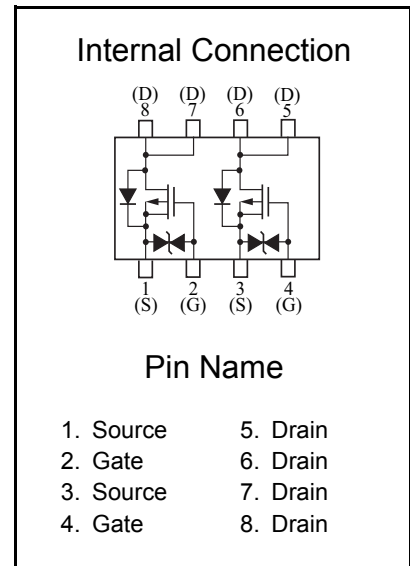 Internal Connection
(D) (D) (D) (D)
8 7 6 5
1 2 3 4
(S) (G) (S) (G)
Pin Name
1. Source 5. Drain
2. Gate 6. Drain
3. Source 7. Drain
4. Gate 8. Drain